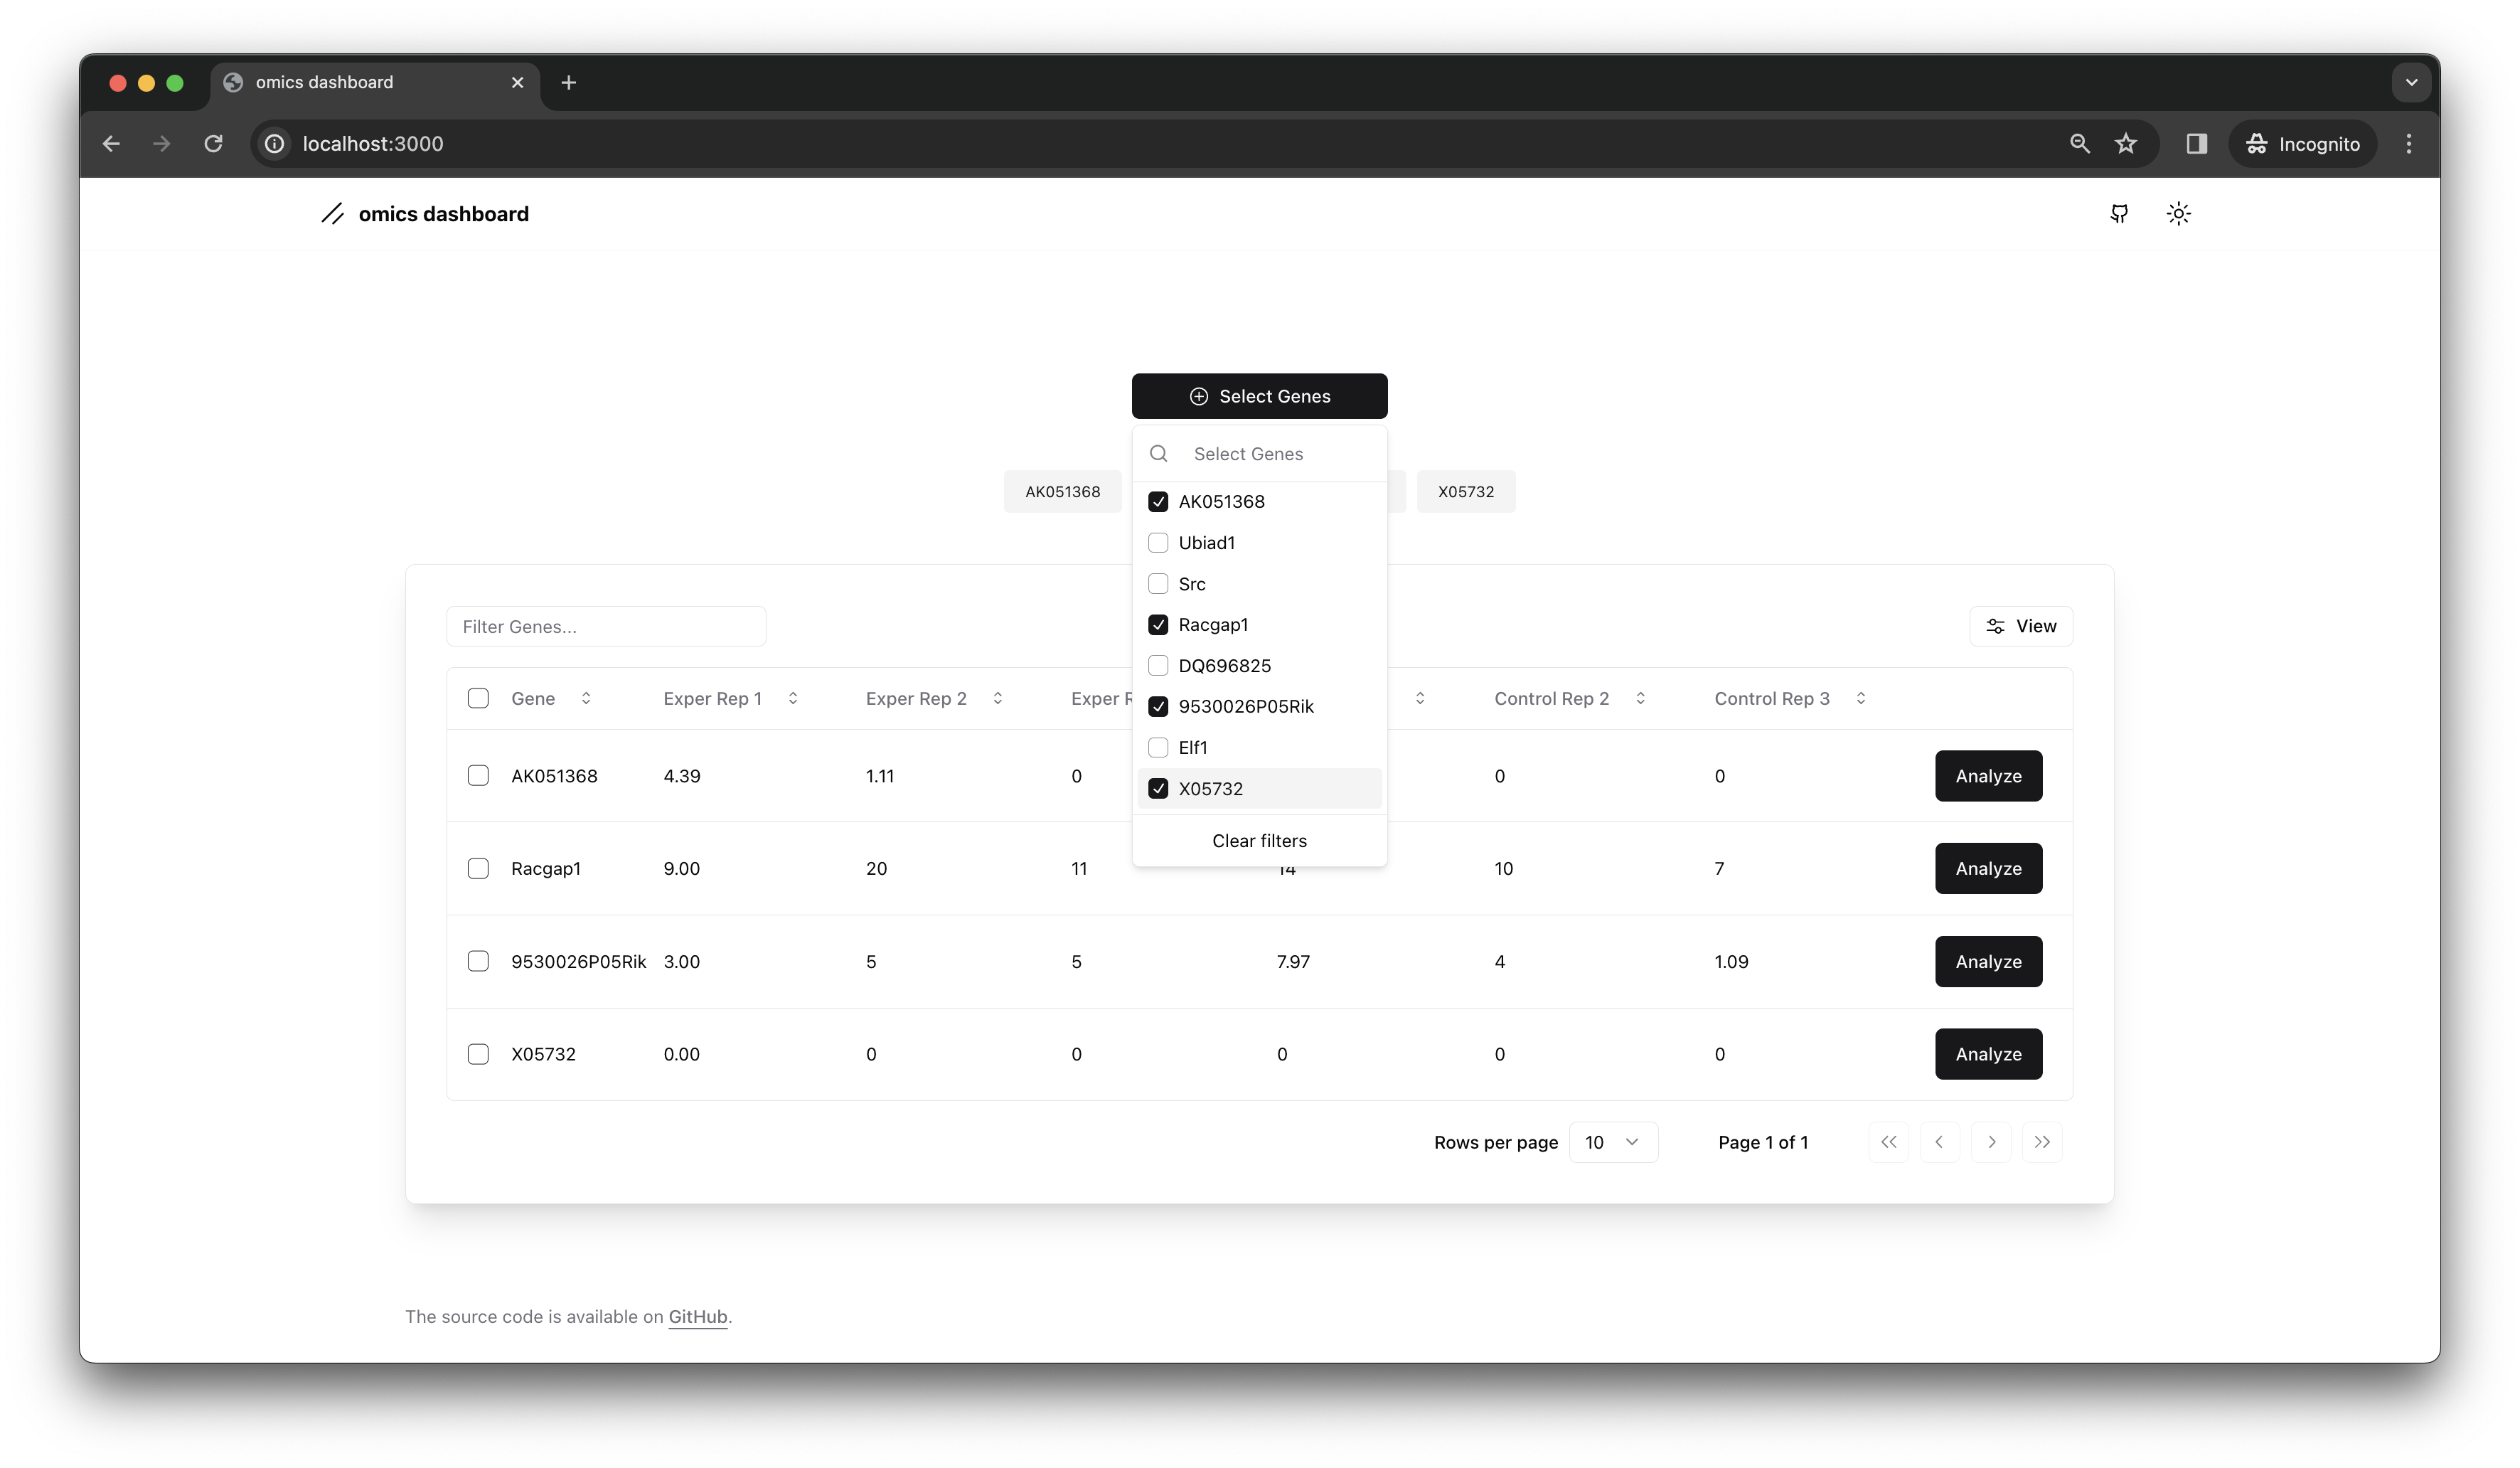 omics dashboard
localhost:3000
Incognito
omics dashboard
Select Genes
Select Genes
AK051368
X05732
AK051368
Ubiad1
Src
Racgap1
DQ696825
9530026P05Rik
Elf1
X05732
Clear filters
Filter Genes...
View
Gene Exper Rep 1 Exper Rep 2 Exper Control Rep 2 Control Rep 3
AK051368 4.39 1.11 0 0 0 Analyze
Racgap1 9.00 20 11 14 10 7 Analyze
9530026P05Rik 3.00 5 5 7.97 4 1.09 Analyze
X05732 0.00 0 0 0 0 0 Analyze
Rows per page 10 Page 1 of 1
The source code is available on GitHub.